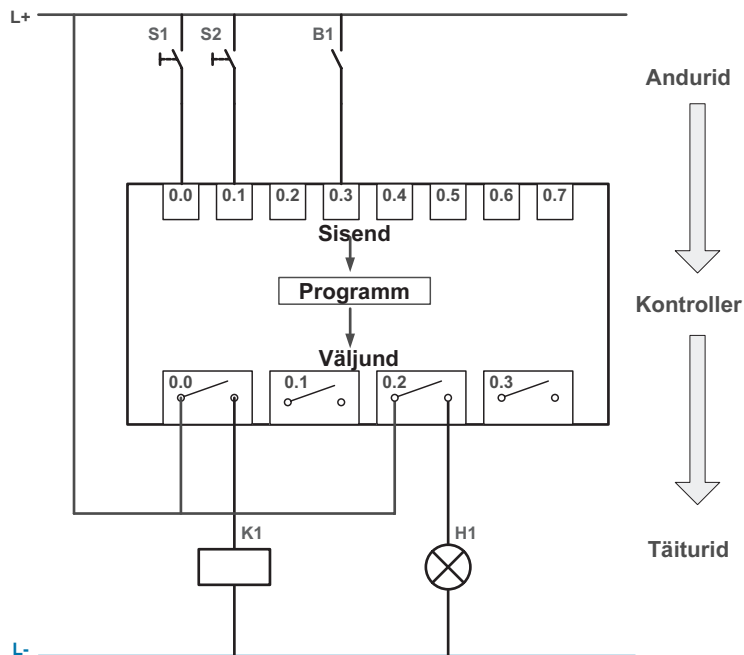 L+
S1 S2 B1
Andurid
0.0 0.1 0.2 0.3 0.4 0.5 0.6 0.7
Sisend
Programm
Kontroller
Väljund
0.0 0.1 0.2 0.3
K1 H1
Täiturid
L-